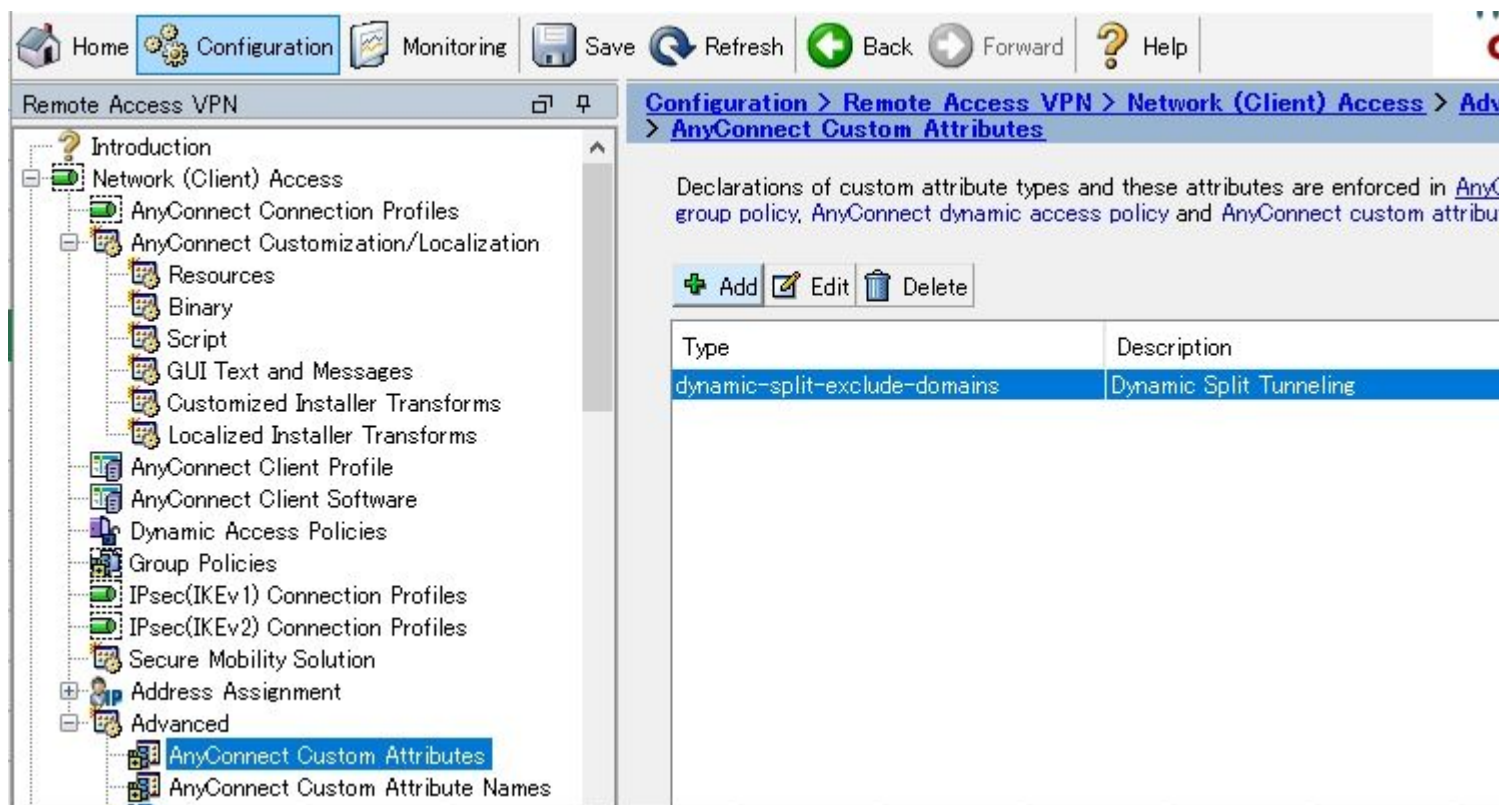 Home Configuration Monitoring Save Refresh Back Forward Help
Remote Access VPN
Introduction
Network (Client) Access
AnyConnect Connection Profiles
AnyConnect Customization/Localization
Resources
Binary
Script
GUI Text and Messages
Customized Installer Transforms
Localized Installer Transforms
AnyConnect Client Profile
AnyConnect Client Software
Dynamic Access Policies
Group Policies
IPsec(IKEv1) Connection Profiles
IPsec(IKEv2) Connection Profiles
Secure Mobility Solution
Address Assignment
Advanced
AnyConnect Custom Attributes
AnyConnect Custom Attribute Names
Configuration > Remote Access VPN > Network (Client) Access > Adv
> AnyConnect Custom Attributes
Declarations of custom attribute types and these attributes are enforced in AnyC
group policy, AnyConnect dynamic access policy and AnyConnect custom attribu
Add Edit Delete
Type Description
dynamic-split-exclude-domains Dynamic Split Tunneling